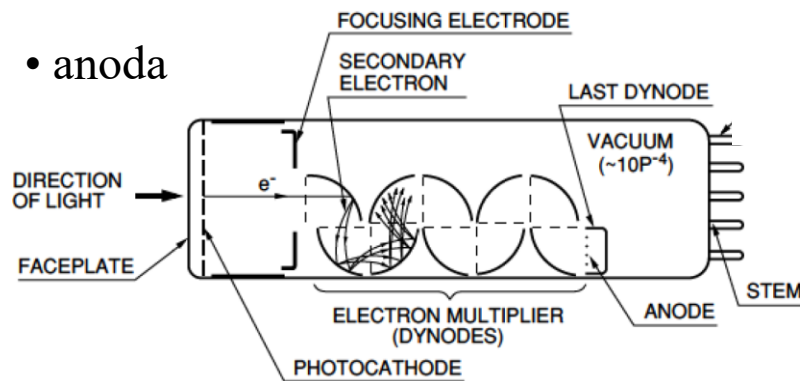 FOCUSING ELECTRODE
• anoda
SECONDARY
ELECTRON
LAST DYNODE
VACUUM
(~10P⁻⁴)
DIRECTION
OF LIGHT
e⁻
FACEPLATE
STEM
ELECTRON MULTIPLIER
(DYNODES)
ANODE
PHOTOCATHODE